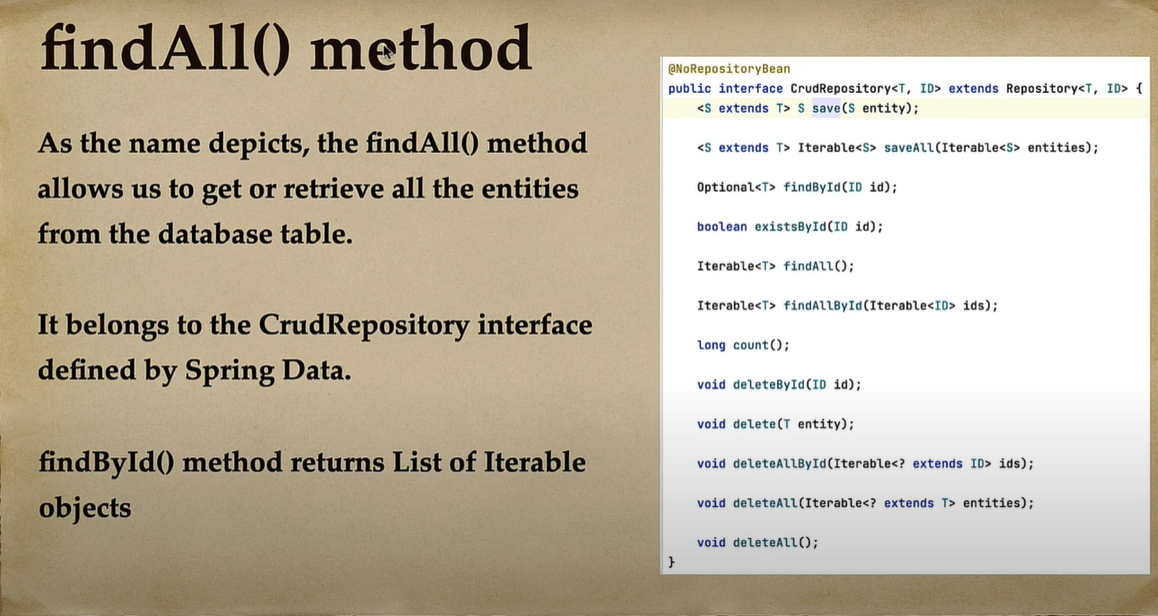 findAll() method
As the name depicts, the findAll() method
allows us to get or retrieve all the entities
from the database table.
It belongs to the CrudRepository interface
defined by Spring Data.
findById() method returns List of Iterable
objects
@NoRepositoryBean
public interface CrudRepository<T, ID> extends Repository<T, ID> {
<S extends T> S save(S entity);
<S extends T> Iterable<S> saveAll(Iterable<S> entities);
Optional<T> findById(ID id);
boolean existsById(ID id);
Iterable<T> findAll();
Iterable<T> findAllById(Iterable<ID> ids);
long count();
void deleteById(ID id);
void delete(T entity);
void deleteAllById(Iterable<? extends ID> ids);
void deleteAll(Iterable<? extends T> entities);
void deleteAll();
}